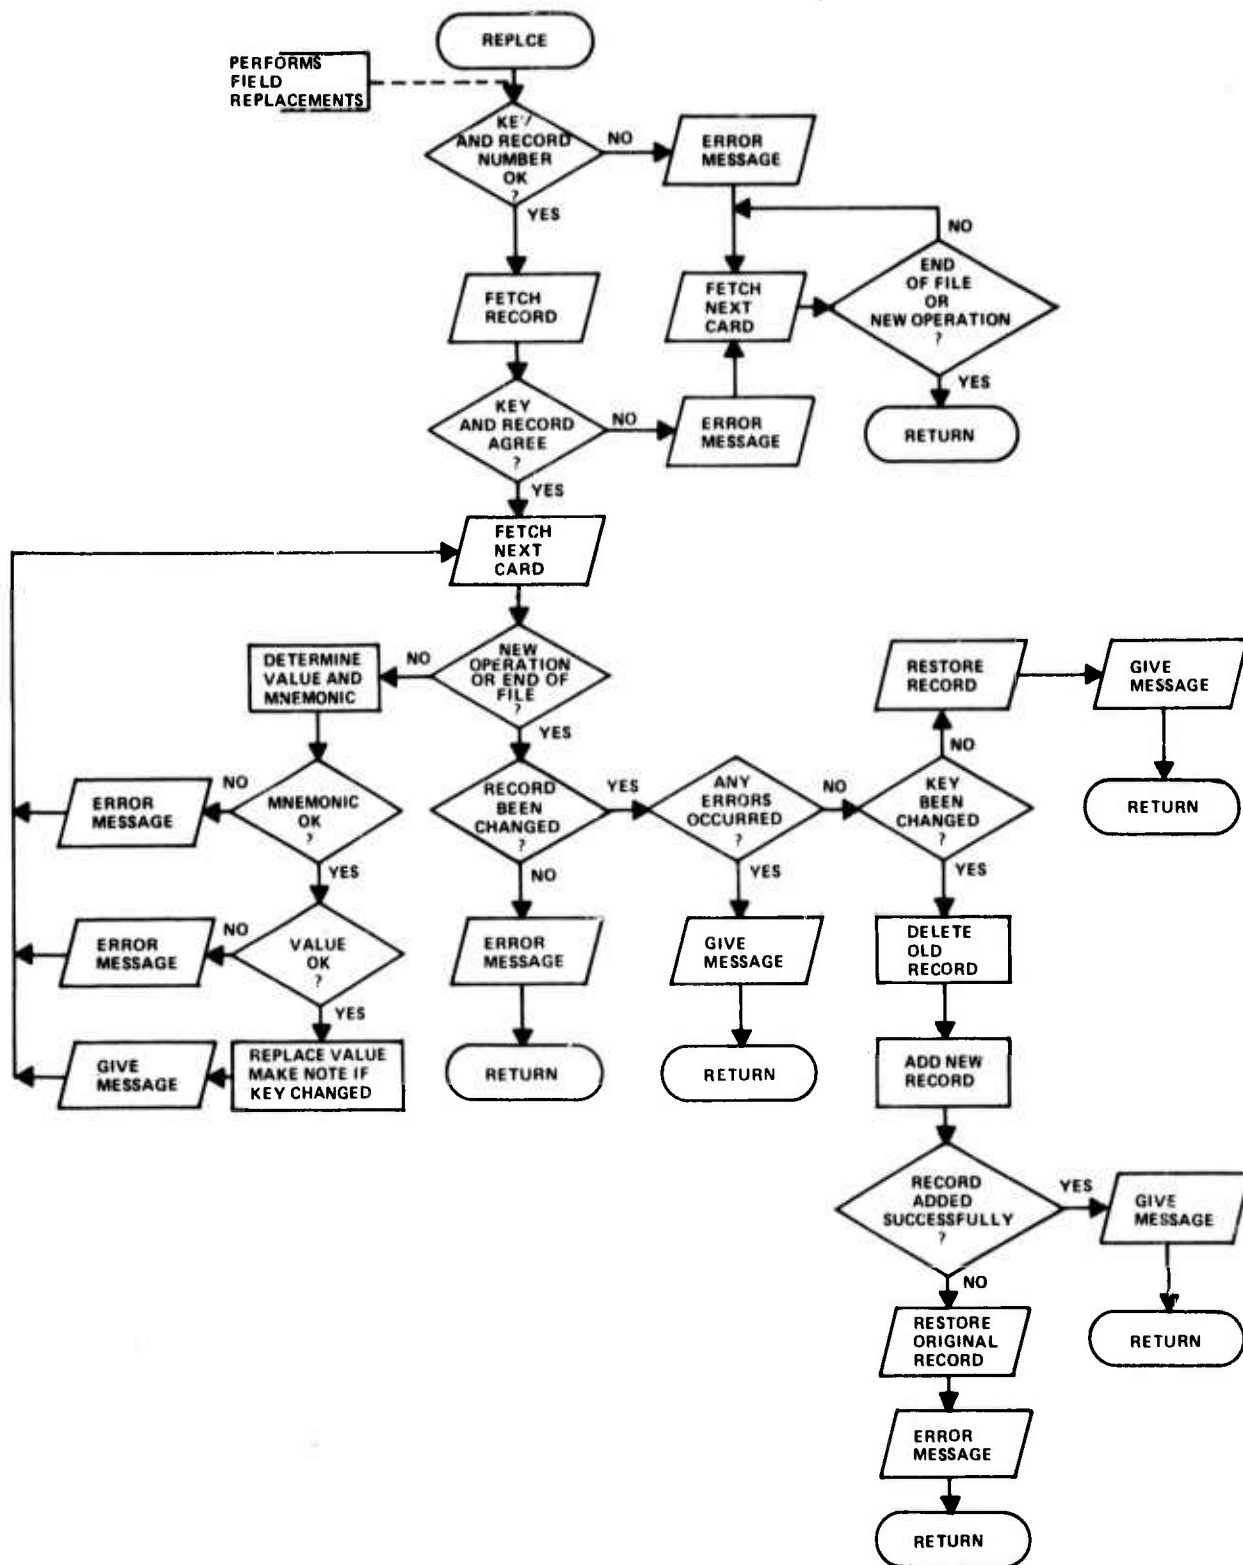 REPLCE
PERFORMS
FIELD
REPLACEMENTS
KEY
AND RECORD
NUMBER
OK
?
NO
ERROR
MESSAGE
YES
NO
FETCH
RECORD
FETCH
NEXT
CARD
END
OF FILE
OR
NEW OPERATION
?
YES
RETURN
KEY
AND RECORD
AGREE
?
NO
ERROR
MESSAGE
YES
FETCH
NEXT
CARD
NEW
OPERATION
OR END OF
FILE
?
NO
DETERMINE
VALUE AND
MNEMONIC
YES
RESTORE
RECORD
GIVE
MESSAGE
RETURN
NO
MNEMONIC
OK
?
NO
ERROR
MESSAGE
YES
RECORD
BEEN
CHANGED
?
YES
ANY
ERRORS
OCCURRED
?
NO
KEY
BEEN
CHANGED
?
NO
YES
YES
VALUE
OK
?
NO
ERROR
MESSAGE
YES
ERROR
MESSAGE
RETURN
GIVE
MESSAGE
RETURN
DELETE
OLD
RECORD
REPLACE VALUE
MAKE NOTE IF
KEY CHANGED
GIVE
MESSAGE
ADD NEW
RECORD
RECORD
ADDED
SUCCESSFULLY
?
YES
GIVE
MESSAGE
RETURN
NO
RESTORE
ORIGINAL
RECORD
ERROR
MESSAGE
RETURN